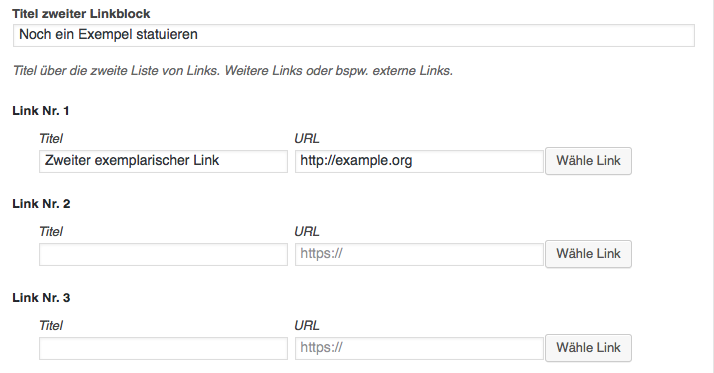 Titel zweiter Linkblock
Noch ein Exempel statuieren
Titel über die zweite Liste von Links. Weitere Links oder bspw. externe Links.
Link Nr. 1
Titel URL
Zweiter exemplarischer Link http://example.org Wähle Link
Link Nr. 2
Titel URL
https:// Wähle Link
Link Nr. 3
Titel URL
https:// Wähle Link